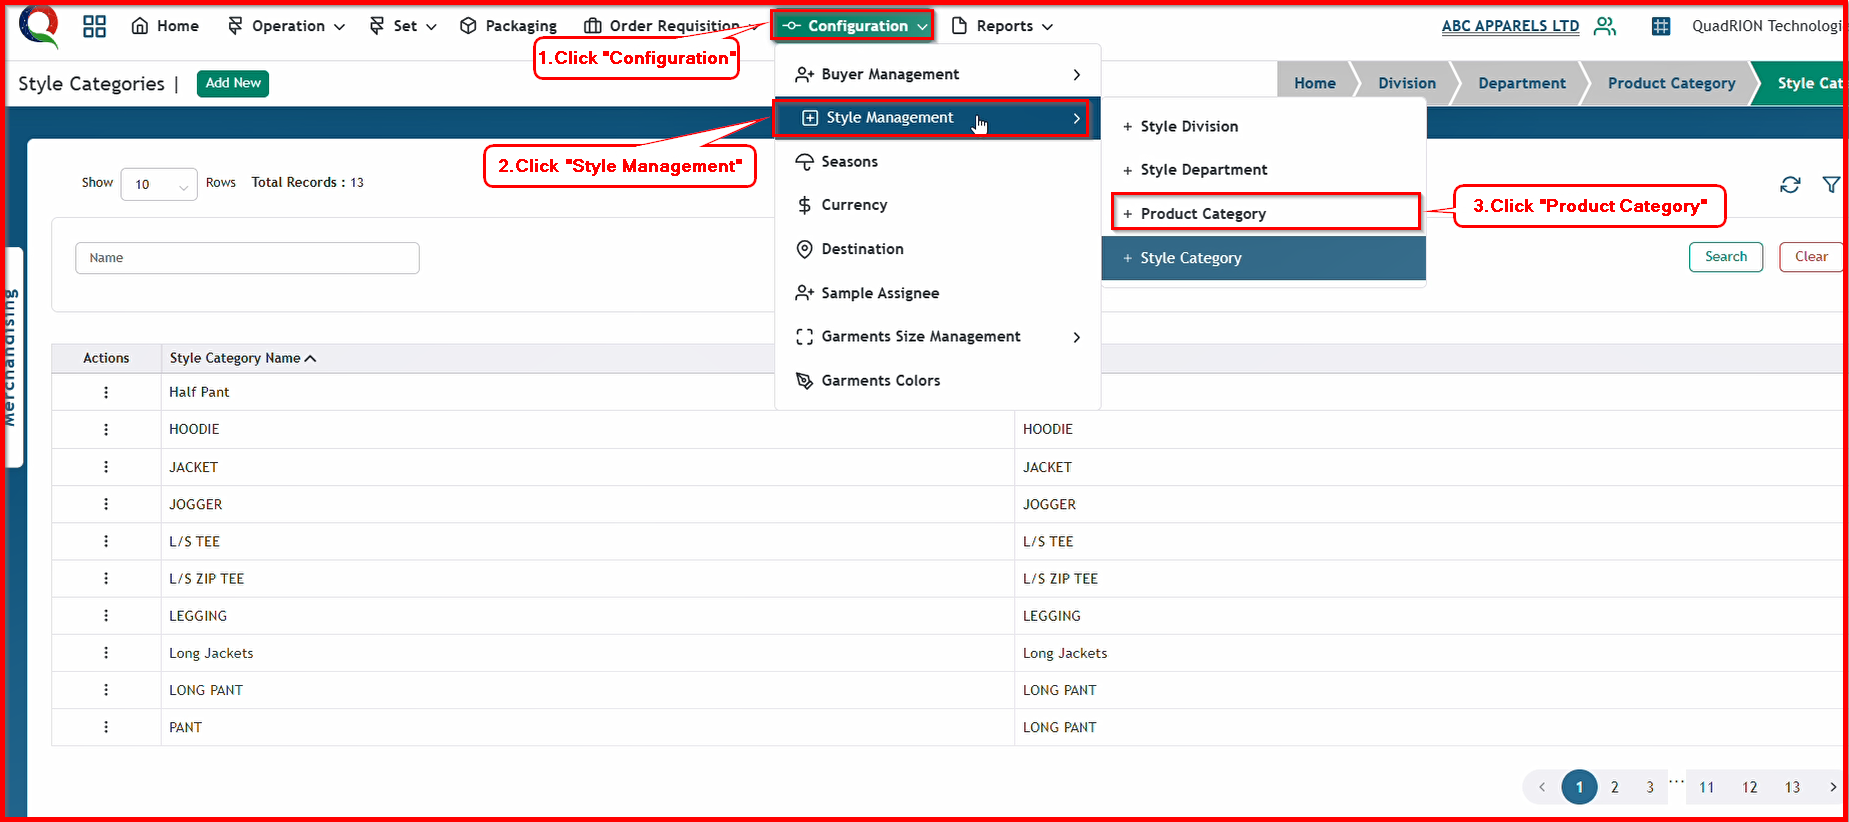 Home
Operation
Set
Packaging
Order Requisition
Configuration
Reports
ABC APPARELS LTD
QuadRION Technologi
1.Click "Configuration"
Style Categories |
Add New
Home
Division
Department
Product Category
Style Cat
Buyer Management
Style Management
Seasons
Currency
Destination
Sample Assignee
Garments Size Management
Garments Colors
2.Click "Style Management"
+ Style Division
+ Style Department
+ Product Category
+ Style Category
3.Click "Product Category"
Show 10 Rows Total Records : 13
Name
Search
Clear
Merchandising
Actions Style Category Name
Half Pant
HOODIE HOODIE
JACKET JACKET
JOGGER JOGGER
L/S TEE L/S TEE
L/S ZIP TEE L/S ZIP TEE
LEGGING LEGGING
Long Jackets Long Jackets
LONG PANT LONG PANT
PANT LONG PANT
< 1 2 3 ... 11 12 13 >